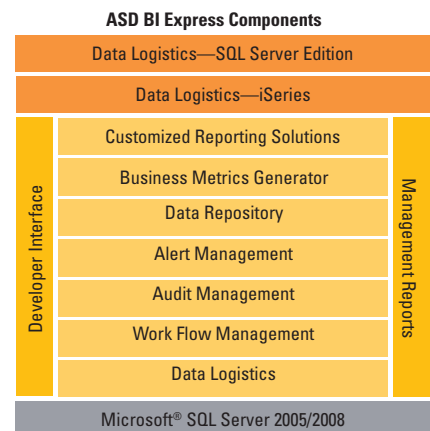 ASD BI Express Components
Data Logistics—SQL Server Edition
Data Logistics—iSeries
Developer Interface
Customized Reporting Solutions
Business Metrics Generator
Data Repository
Alert Management
Audit Management
Work Flow Management
Data Logistics
Management Reports
Microsoft® SQL Server 2005/2008